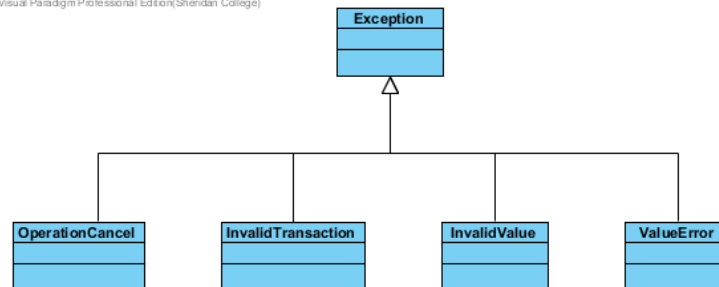 Visual Paradigm Professional Edition(Sheridan College)
Exception
OperationCancel
InvalidTransaction
InvalidValue
ValueError